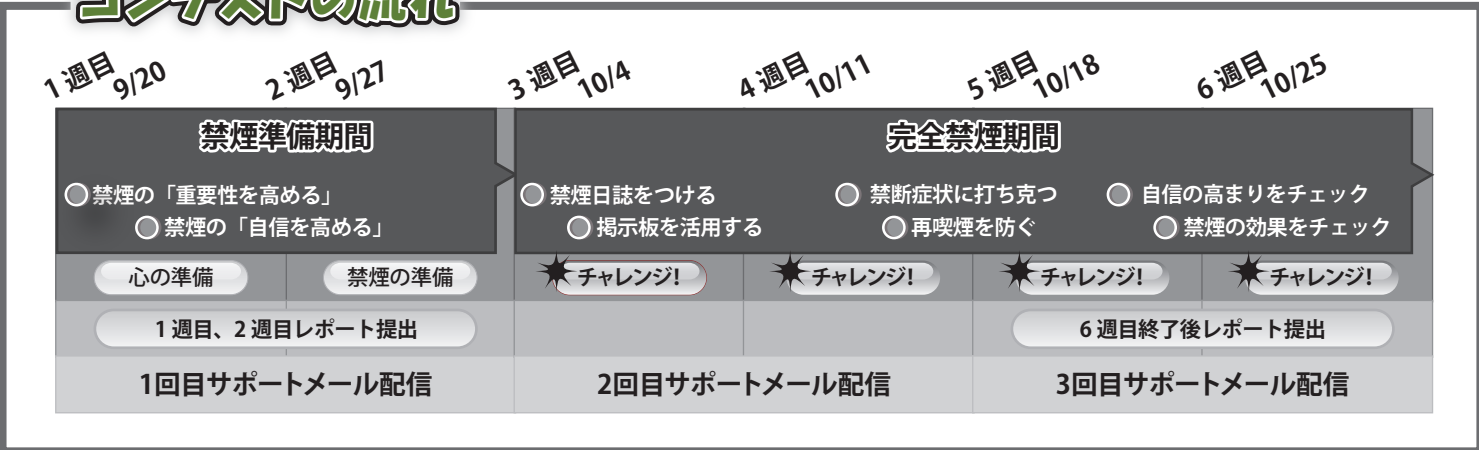 コンテストの流れ
1週目 9/20 2週目 9/27 3週目 10/4 4週目 10/11 5週目 10/18 6週目 10/25
禁煙準備期間 完全禁煙期間
禁煙の「重要性を高める」 禁煙日誌をつける 禁断症状に打ち克つ 自信の高まりをチェック
禁煙の「自信を高める」 掲示板を活用する 再喫煙を防ぐ 禁煙の効果をチェック
心の準備 禁煙の準備 チャレンジ! チャレンジ! チャレンジ! チャレンジ!
1週目、2週目レポート提出 6週目終了後レポート提出
1回目サポートメール配信 2回目サポートメール配信 3回目サポートメール配信